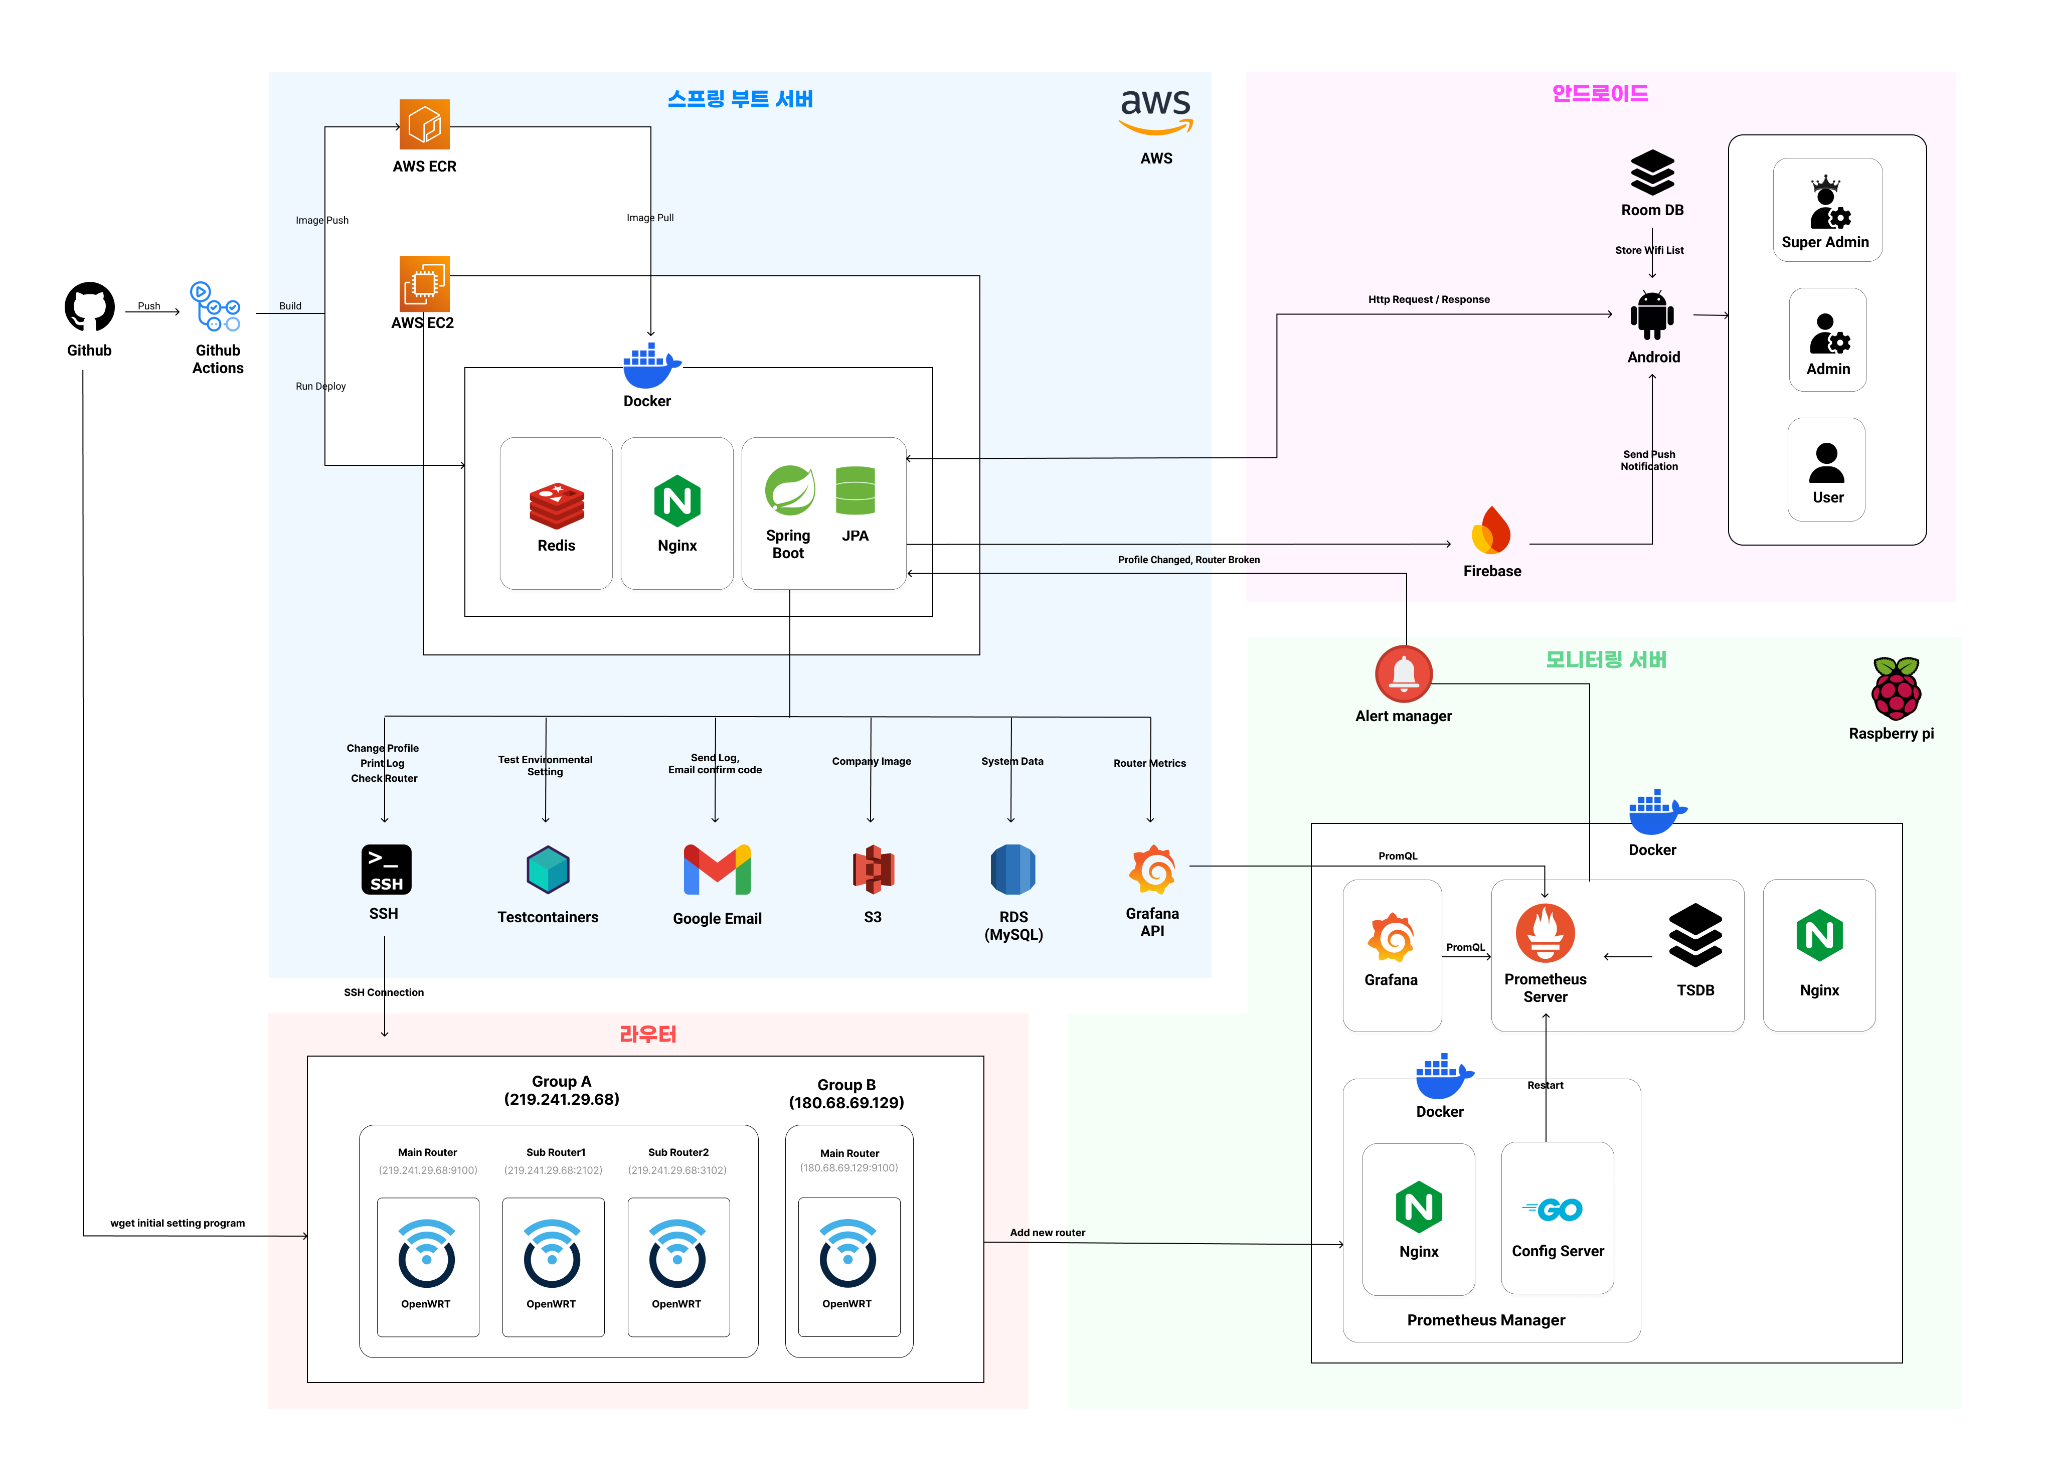 스프링 부트 서버
aws
AWS
AWS ECR
Image Push
Image Pull
AWS EC2
Github
Push
Github
Actions
Build
Run Deploy
Docker
Redis
Nginx
Spring
Boot
JPA
Change Profile
Print Log
Check Router
Test Environmental
Setting
Send Log,
Email confirm code
Company Image
System Data
Router Metrics
>_
SSH
SSH
Testcontainers
Google Email
S3
RDS
(MySQL)
Grafana
API
SSH Connection
안드로이드
Room DB
Store Wifi List
Http Request / Response
Android
Super Admin
Admin
User
Send Push
Notification
Firebase
Profile Changed, Router Broken
모니터링 서버
Alert manager
Raspberry pi
Docker
PromQL
Grafana
PromQL
Prometheus
Server
TSDB
Nginx
Restart
Docker
Nginx
GO
Config Server
Prometheus Manager
라우터
Group A
(219.241.29.68)
Group B
(180.68.69.129)
Main Router
(219.241.29.68:9100)
Sub Router1
(219.241.29.68:2102)
Sub Router2
(219.241.29.68:3102)
Main Router
(180.68.69.129:9100)
OpenWRT
OpenWRT
OpenWRT
OpenWRT
wget initial setting program
Add new router